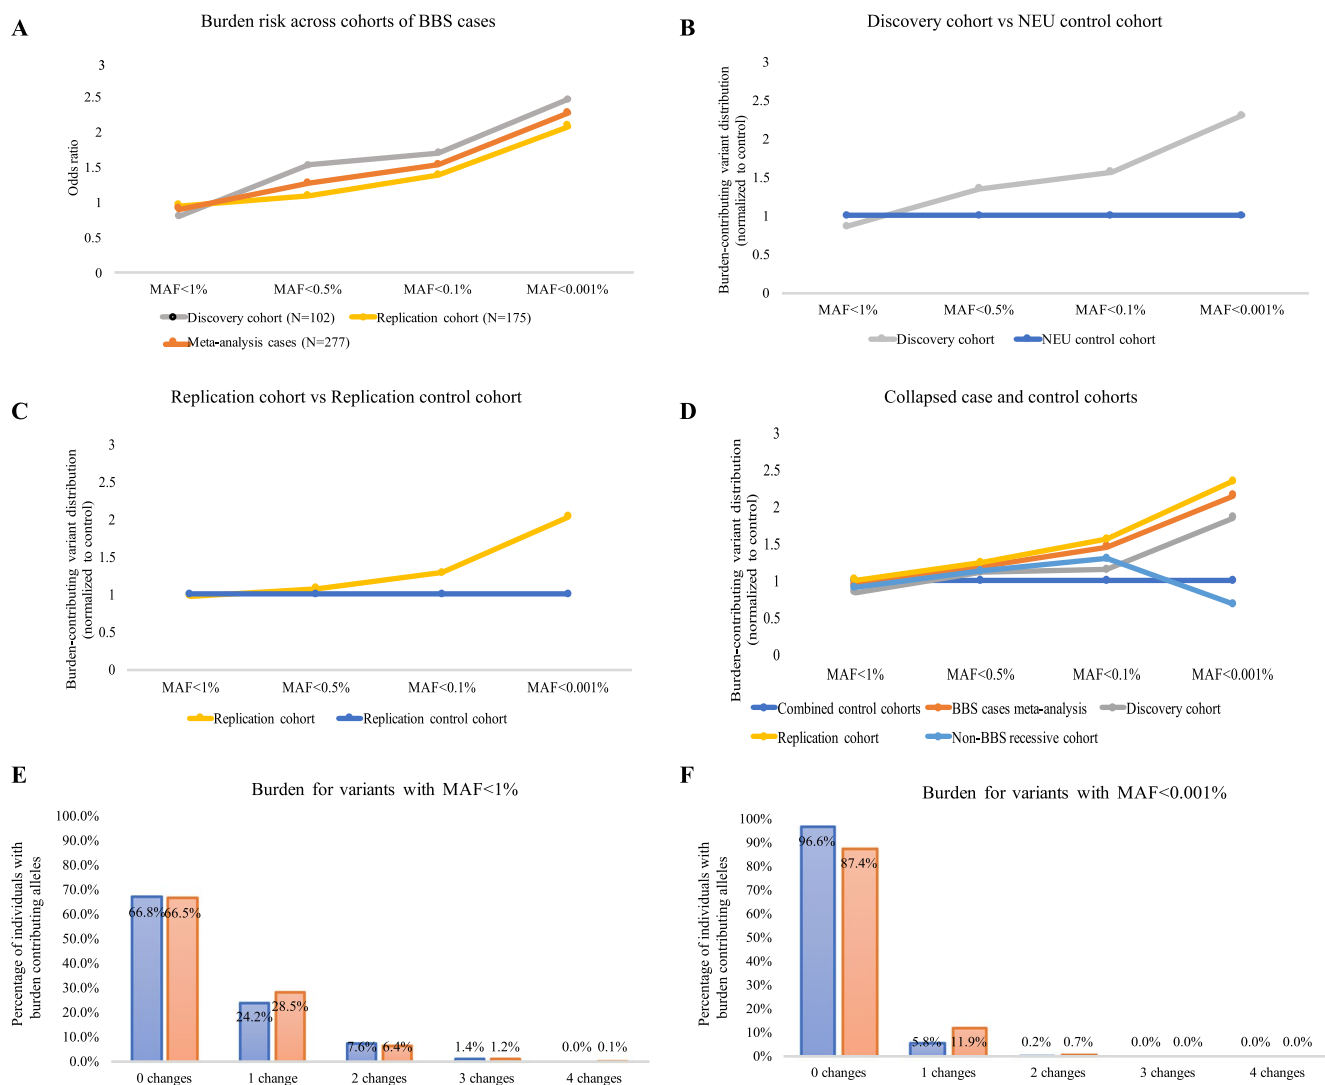 A
Burden risk across cohorts of BBS cases
Odds ratio
3
2.5
2
1.5
1
0.5
0
MAF<1%
MAF<0.5%
MAF<0.1%
MAF<0.001%
Discovery cohort (N=102)
Replication cohort (N=175)
Meta-analysis cases (N=277)
B
Discovery cohort vs NEU control cohort
Burden-contributing variant distribution
(normalized to control)
3
2.5
2
1.5
1
0.5
0
MAF<1%
MAF<0.5%
MAF<0.1%
MAF<0.001%
Discovery cohort
NEU control cohort
C
Replication cohort vs Replication control cohort
Burden-contributing variant distribution
(normalized to control)
3
2.5
2
1.5
1
0.5
0
MAF<1%
MAF<0.5%
MAF<0.1%
MAF<0.001%
Replication cohort
Replication control cohort
D
Collapsed case and control cohorts
Burden-contributing variant distribution
(normalized to control)
3
2.5
2
1.5
1
0.5
0
MAF<1%
MAF<0.5%
MAF<0.1%
MAF<0.001%
Combined control cohorts
BBS cases meta-analysis
Discovery cohort
Replication cohort
Non-BBS recessive cohort
E
Burden for variants with MAF<1%
Percentage of individuals with
burden contributing alleles
100.0%
90.0%
80.0%
70.0%
60.0%
50.0%
40.0%
30.0%
20.0%
10.0%
0.0%
66.8%
66.5%
24.2%
28.5%
7.6%
6.4%
1.4%
1.2%
0.0%
0.1%
0 changes
1 change
2 changes
3 changes
4 changes
F
Burden for variants with MAF<0.001%
Percentage of individuals with
burden contributing alleles
100%
90%
80%
70%
60%
50%
40%
30%
20%
10%
0%
96.6%
87.4%
5.8%
11.9%
0.2%
0.7%
0.0%
0.0%
0.0%
0.0%
0 changes
1 changes
2 changes
3 changes
4 changes